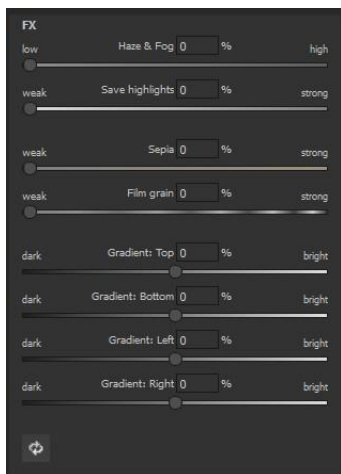 FX
low Haze & Fog 0 % high
weak Save highlights 0 % strong
weak Sepia 0 % strong
weak Film grain 0 % strong
dark Gradient: Top 0 % bright
dark Gradient: Bottom 0 % bright
dark Gradient: Left 0 % bright
dark Gradient: Right 0 % bright